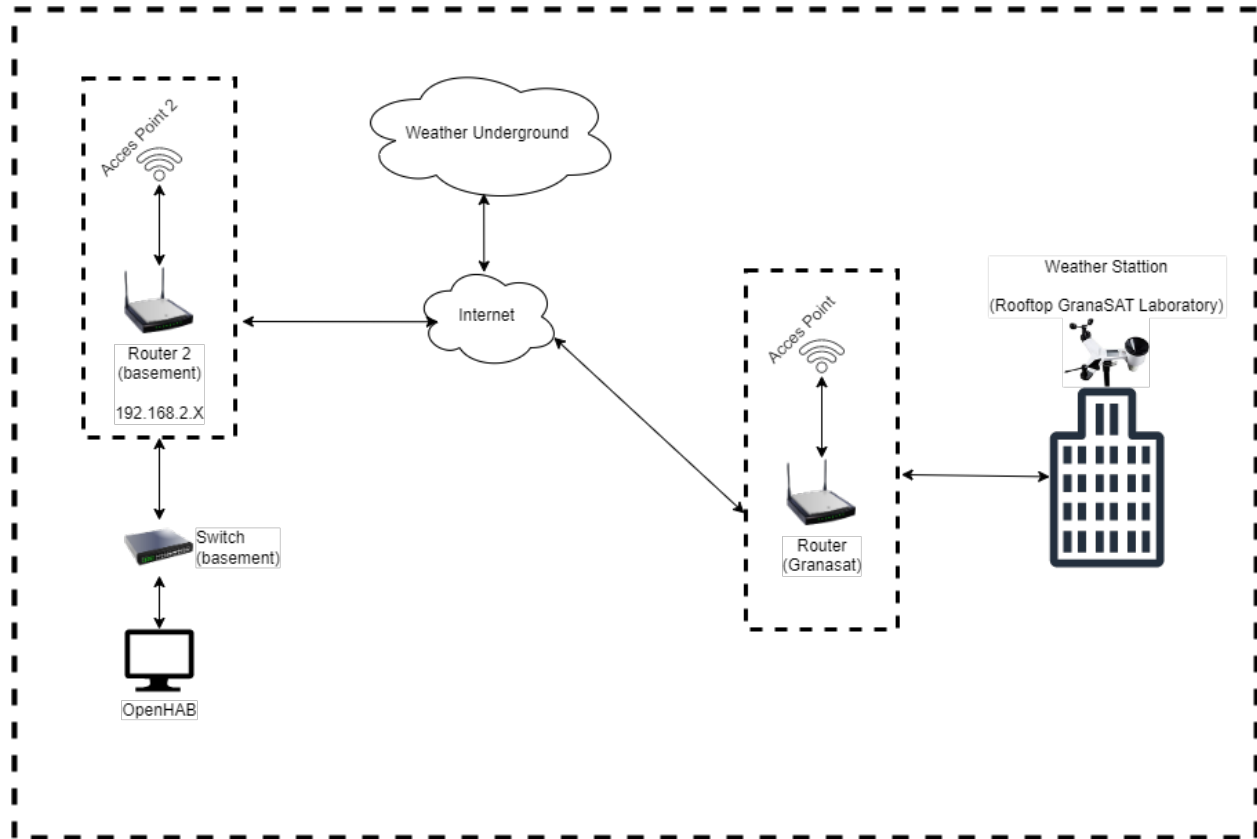 Acces Point 2
Router 2
(basement)
192.168.2.X
Switch
(basement)
OpenHAB
Weather Underground
Internet
Acces Point
Router
(Granasat)
Weather Stattion
(Rooftop GranaSAT Laboratory)